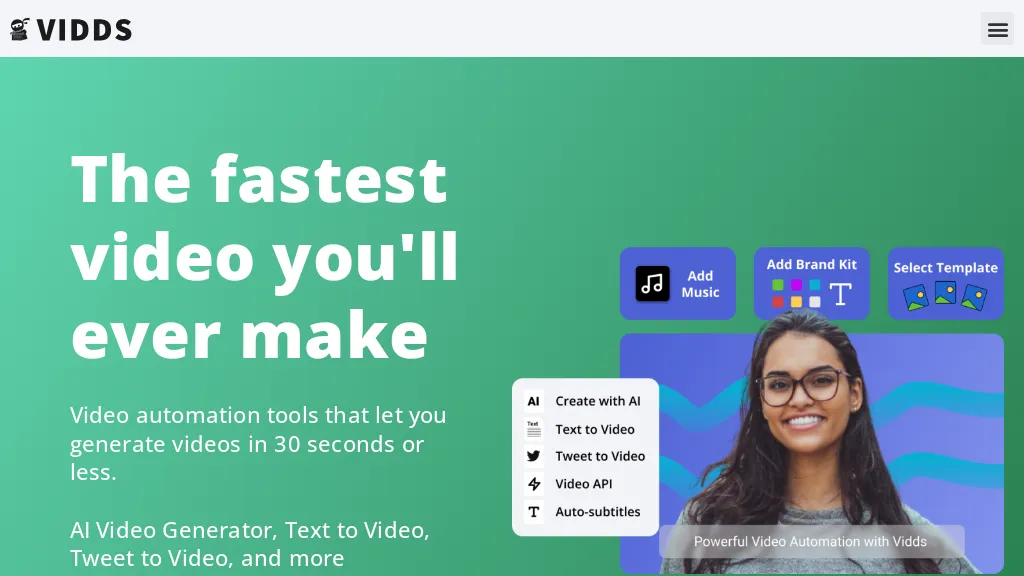 VIDDS
The fastest
video you'll
ever make
Video automation tools that let you
generate videos in 30 seconds or
less.
AI Video Generator, Text to Video,
Tweet to Video, and more
Add
Music
Add Brand Kit
T
Select Template
AI Create with AI
Text Text to Video
Tweet to Video
Video API
T Auto-subtitles
Powerful Video Automation with Vidds